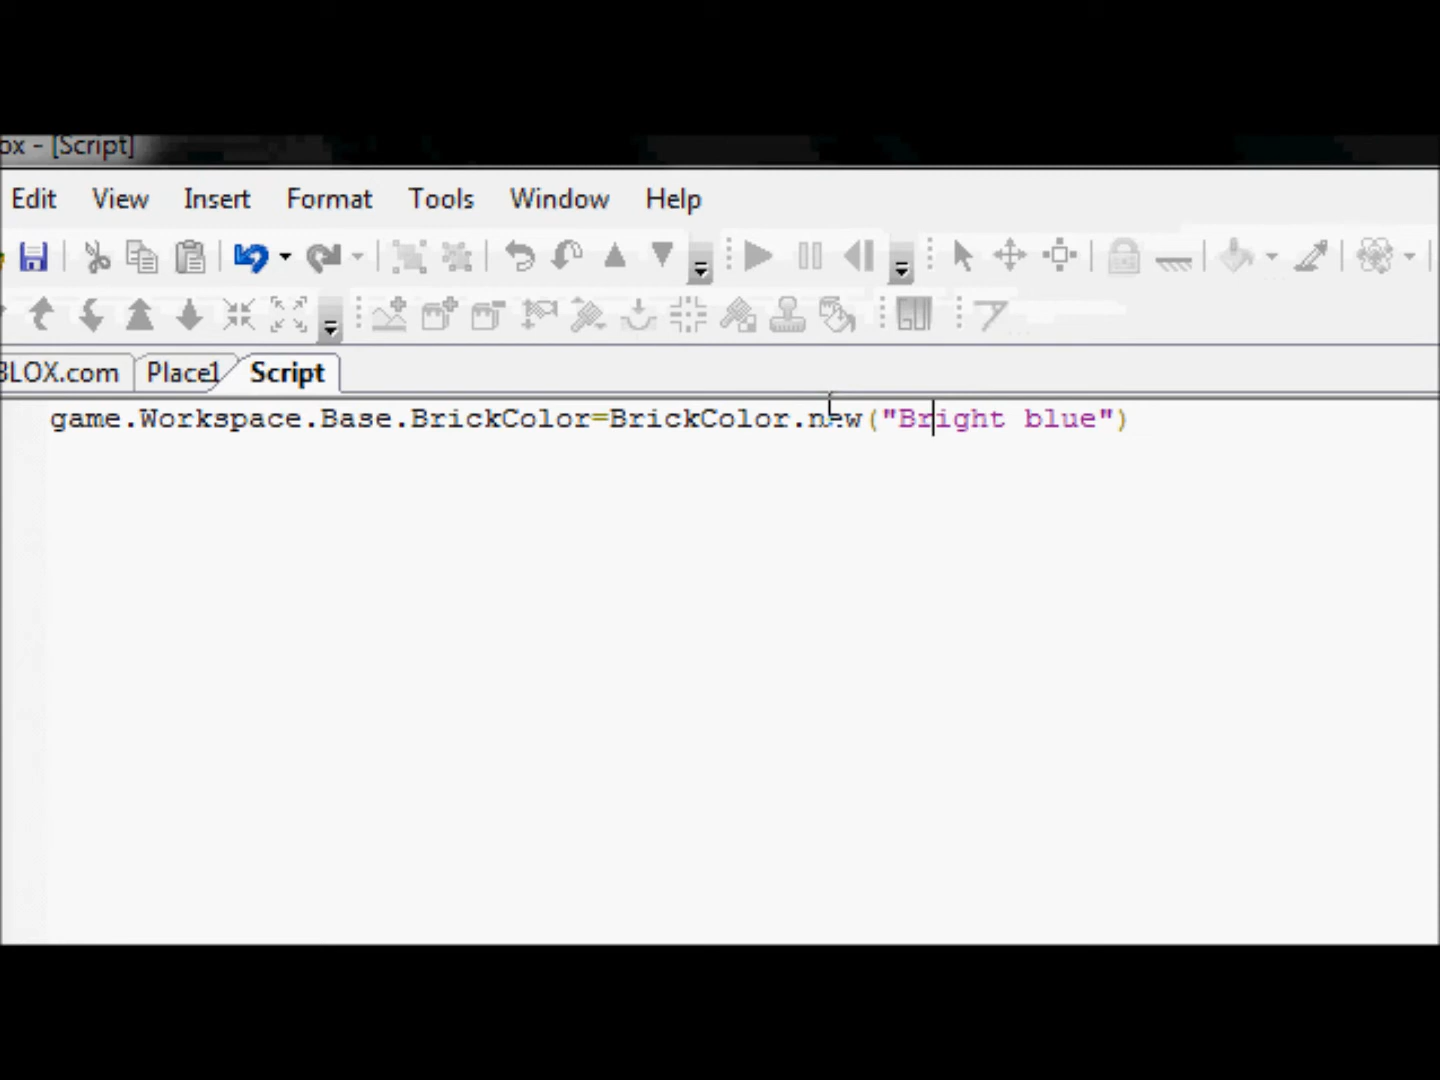 ox - [Script]
Edit View Insert Format Tools Window Help
BLOX.com Place1 Script
game.Workspace.Base.BrickColor=BrickColor.new("Bright blue")